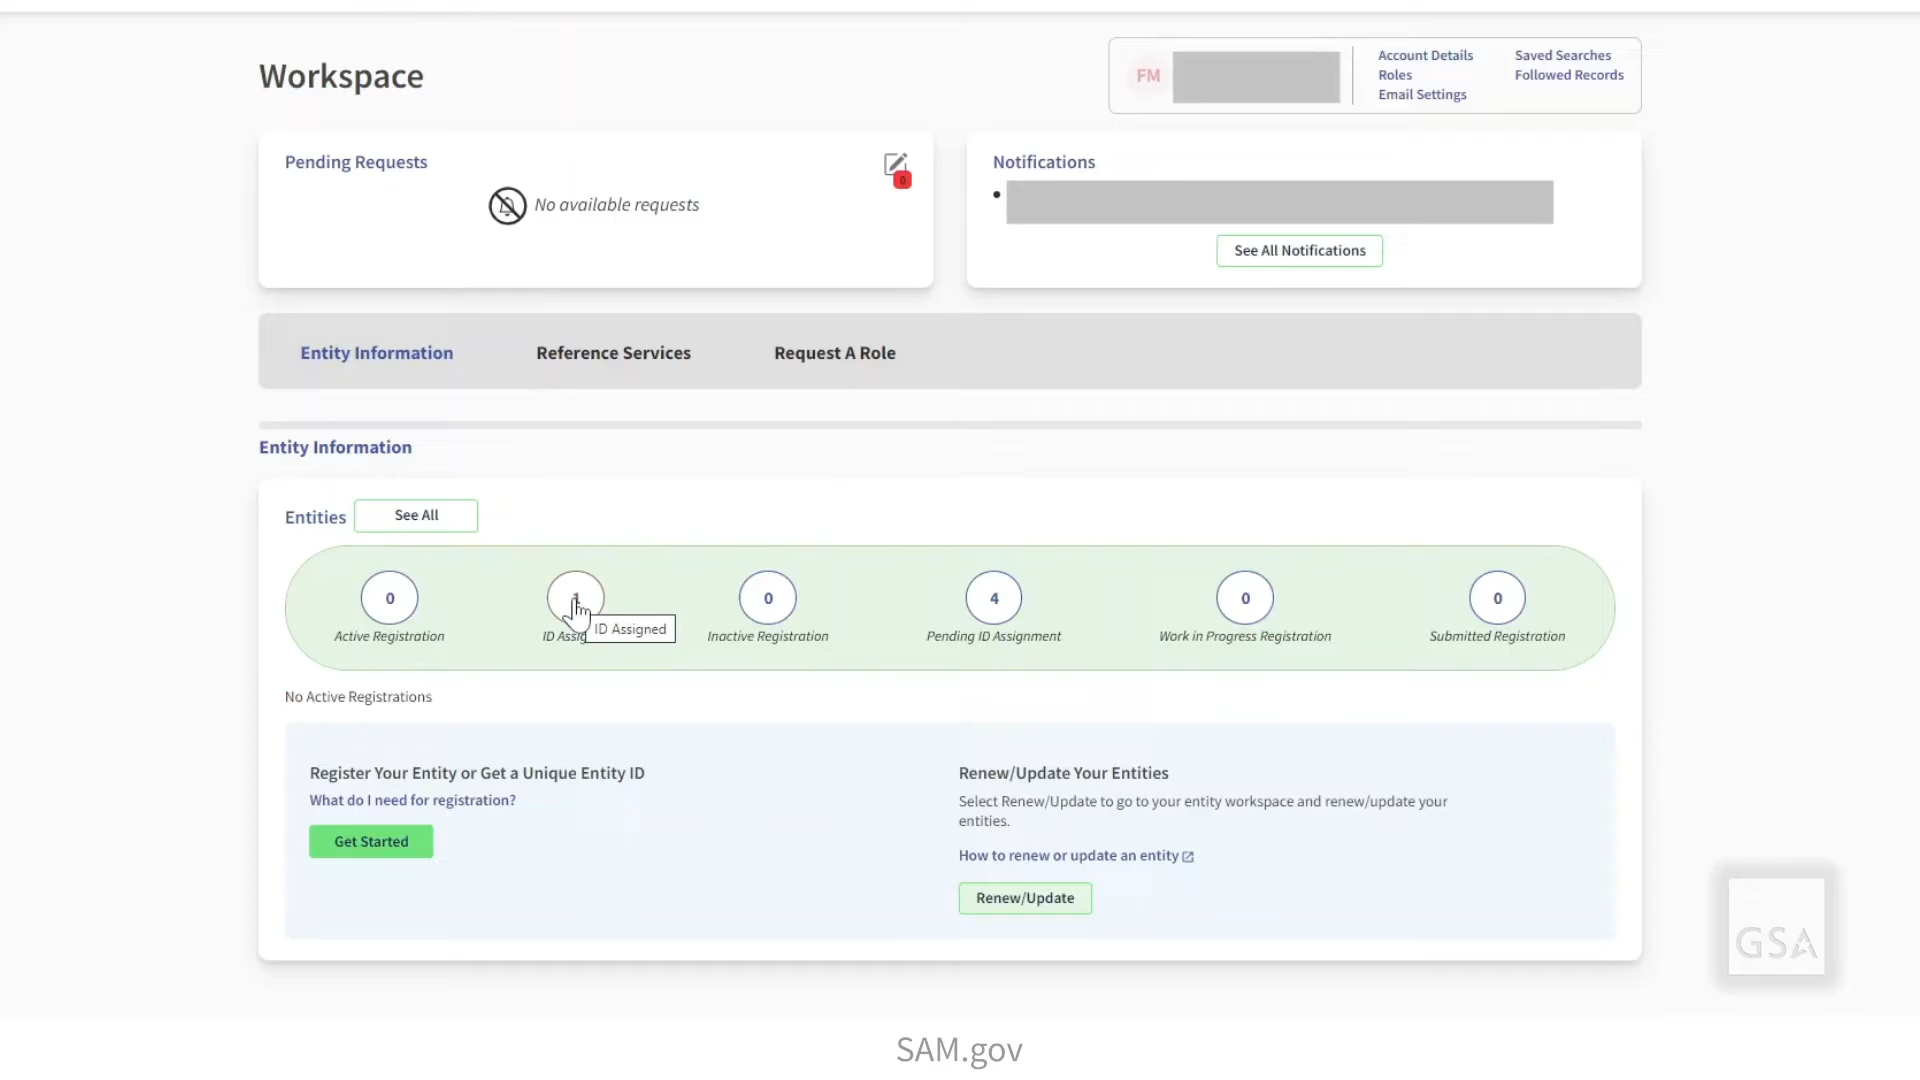 Workspace
FM
Account Details
Roles
Email Settings
Saved Searches
Followed Records
Pending Requests
0
No available requests
Notifications
See All Notifications
Entity Information
Reference Services
Request A Role
Entity Information
Entities
See All
0
Active Registration
ID Assig
ID Assigned
0
Inactive Registration
4
Pending ID Assignment
0
Work in Progress Registration
0
Submitted Registration
No Active Registrations
Register Your Entity or Get a Unique Entity ID
What do I need for registration?
Get Started
Renew/Update Your Entities
Select Renew/Update to go to your entity workspace and renew/update your
entities.
How to renew or update an entity
Renew/Update
GSA
SAM.gov